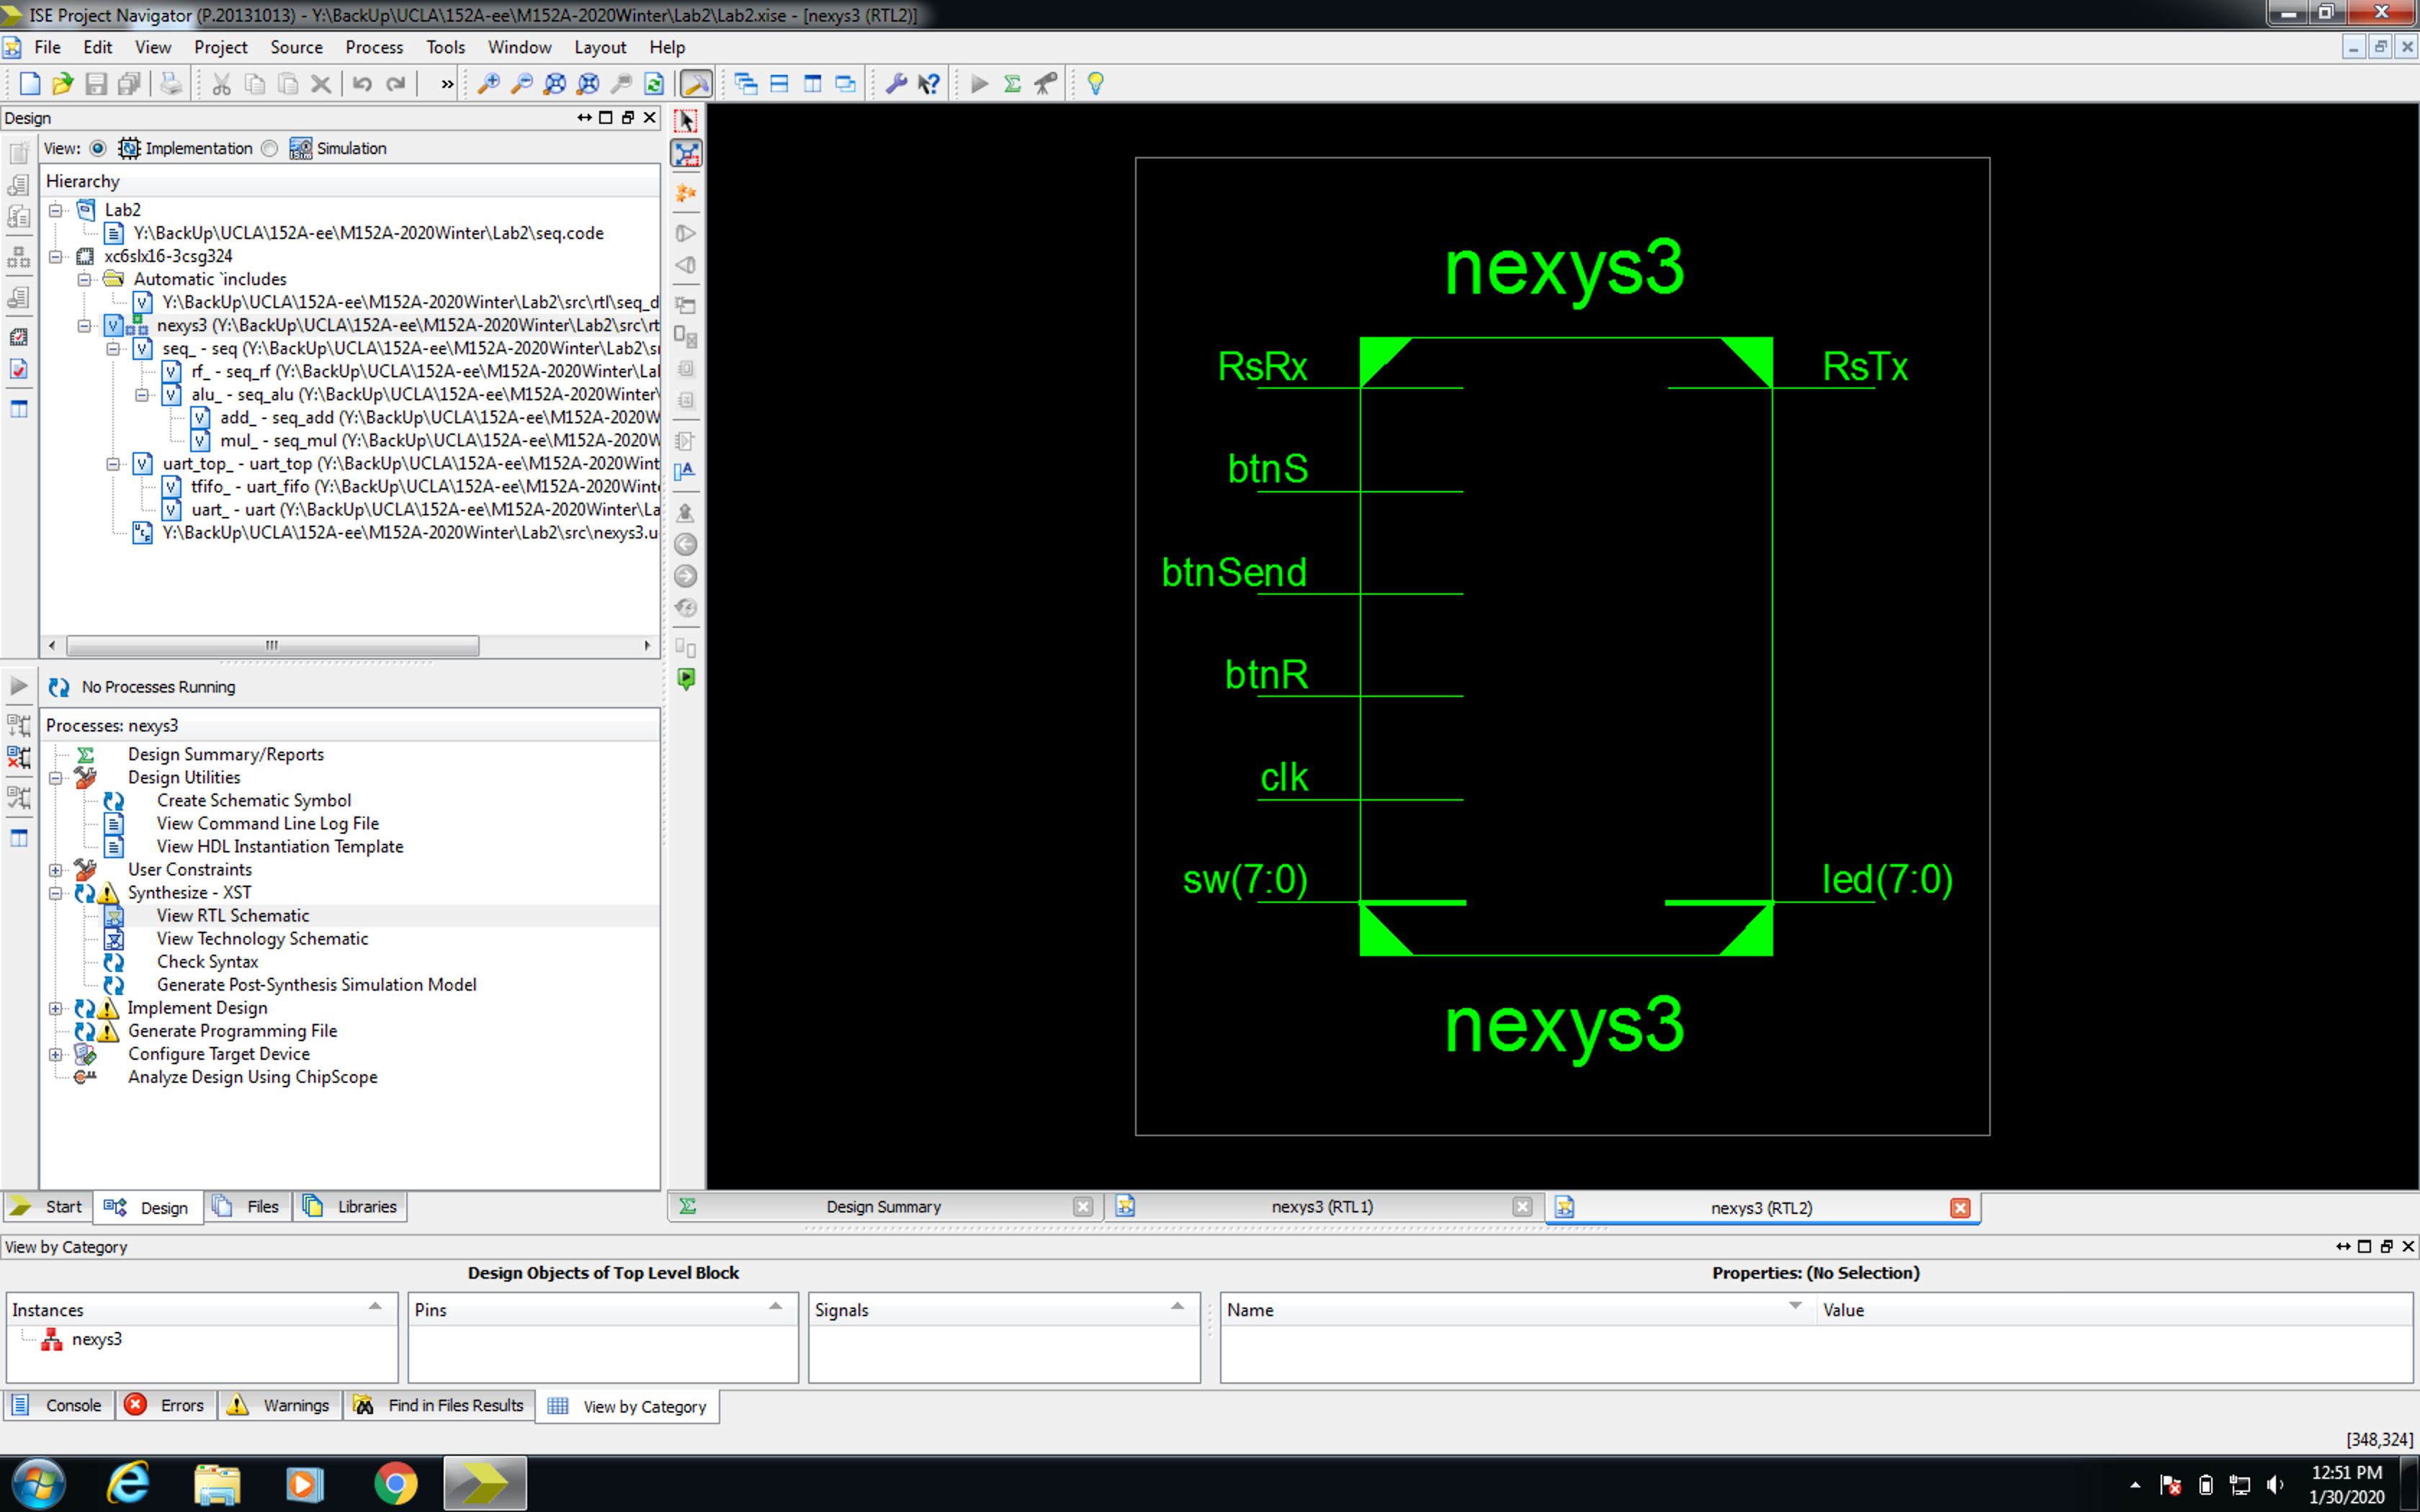 ISE Project Navigator (P.20131013) - Y:\BackUp\UCLA\152A-ee\M152A-2020Winter\Lab2\Lab2.xise - [nexys3 (RTL2)]
File Edit View Project Source Process Tools Window Layout Help
Design
View: Implementation Simulation
Hierarchy
Lab2
Y:\BackUp\UCLA\152A-ee\M152A-2020Winter\Lab2\seq.code
xc6slx16-3csg324
Automatic `includes
Y:\BackUp\UCLA\152A-ee\M152A-2020Winter\Lab2\src\rtl\seq_d
nexys3 (Y:\BackUp\UCLA\152A-ee\M152A-2020Winter\Lab2\src\rt
seq_ - seq (Y:\BackUp\UCLA\152A-ee\M152A-2020Winter\Lab2\sr
rf_ - seq_rf (Y:\BackUp\UCLA\152A-ee\M152A-2020Winter\Lal
alu_ - seq_alu (Y:\BackUp\UCLA\152A-ee\M152A-2020Winter\
add_ - seq_add (Y:\BackUp\UCLA\152A-ee\M152A-2020W
mul_ - seq_mul (Y:\BackUp\UCLA\152A-ee\M152A-2020W
uart_top_ - uart_top (Y:\BackUp\UCLA\152A-ee\M152A-2020Wint
tfifo_ - uart_fifo (Y:\BackUp\UCLA\152A-ee\M152A-2020Winte
uart_ - uart (Y:\BackUp\UCLA\152A-ee\M152A-2020Winter\La
Y:\BackUp\UCLA\152A-ee\M152A-2020Winter\Lab2\src\nexys3.u
No Processes Running
Processes: nexys3
Design Summary/Reports
Design Utilities
Create Schematic Symbol
View Command Line Log File
View HDL Instantiation Template
User Constraints
Synthesize - XST
View RTL Schematic
View Technology Schematic
Check Syntax
Generate Post-Synthesis Simulation Model
Implement Design
Generate Programming File
Configure Target Device
Analyze Design Using ChipScope
Start Design Files Libraries
nexys3
RsRx RsTx
btnS
btnSend
btnR
clk
sw(7:0) led(7:0)
nexys3
Design Summary nexys3 (RTL1) nexys3 (RTL2)
View by Category
Design Objects of Top Level Block Properties: (No Selection)
Instances Pins Signals Name Value
nexys3
Console Errors Warnings Find in Files Results View by Category
[348,324]
12:51 PM
1/30/2020